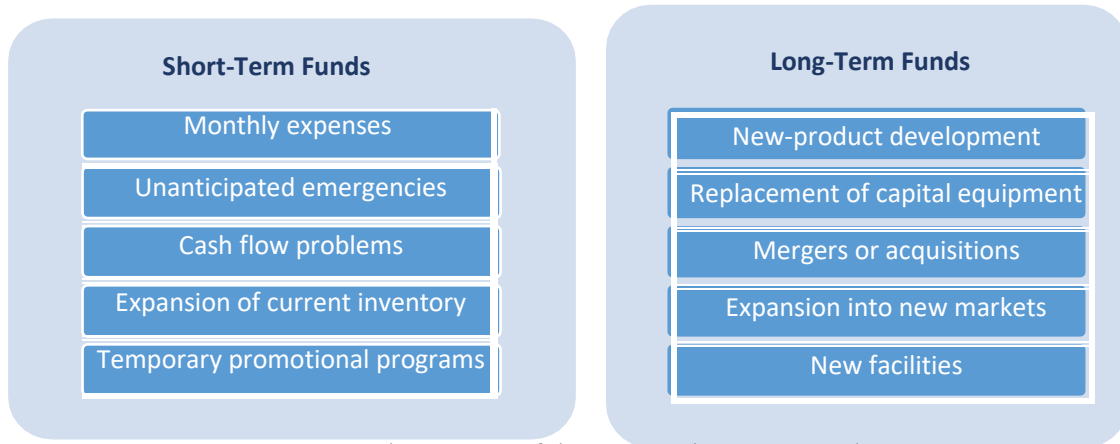 Short-Term Funds
Monthly expenses
Unanticipated emergencies
Cash flow problems
Expansion of current inventory
Temporary promotional programs
Long-Term Funds
New-product development
Replacement of capital equipment
Mergers or acquisitions
Expansion into new markets
New facilities